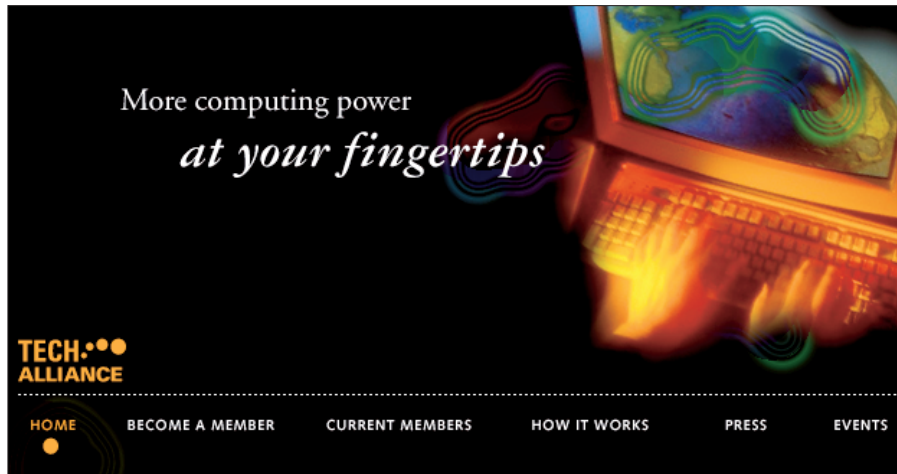 More computing power
at your fingertips
TECH
ALLIANCE
HOME BECOME A MEMBER CURRENT MEMBERS HOW IT WORKS PRESS EVENTS